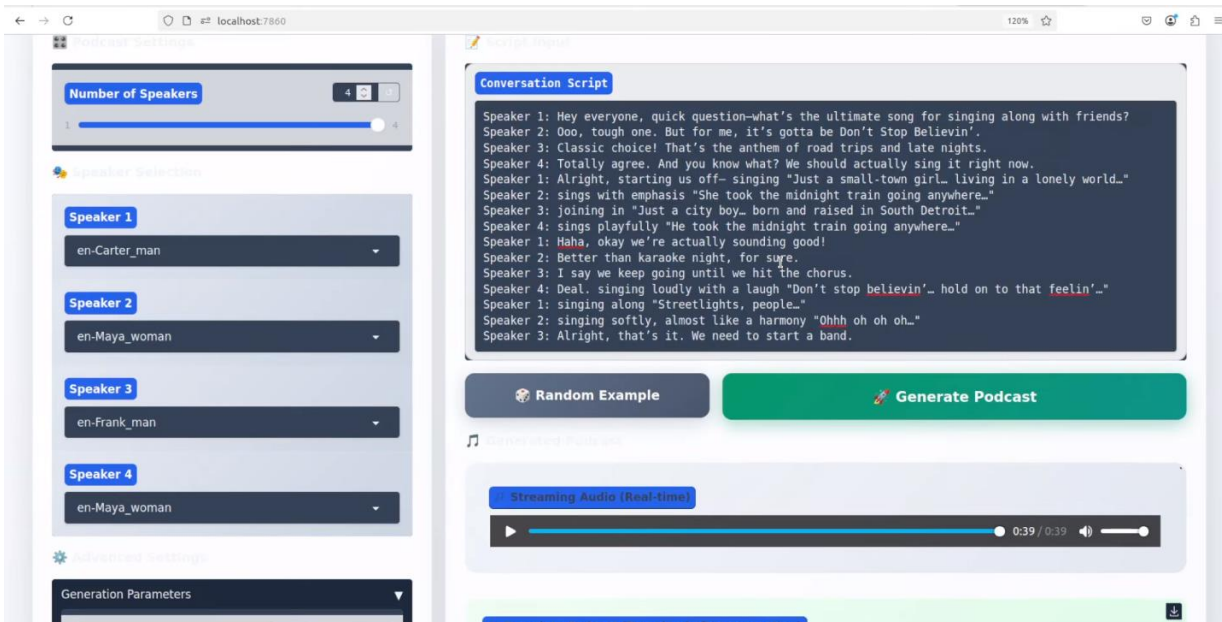 localhost:7860
120%
Podcast Settings
Number of Speakers
4
1
4
Speaker Selection
Speaker 1
en-Carter_man
Speaker 2
en-Maya_woman
Speaker 3
en-Frank_man
Speaker 4
en-Maya_woman
Advanced Settings
Generation Parameters
Script Input
Conversation Script
Speaker 1: Hey everyone, quick question—what's the ultimate song for singing along with friends?
Speaker 2: Ooo, tough one. But for me, it's gotta be Don't Stop Believin'.
Speaker 3: Classic choice! That's the anthem of road trips and late nights.
Speaker 4: Totally agree. And you know what? We should actually sing it right now.
Speaker 1: Alright, starting us off— singing "Just a small-town girl… living in a lonely world…"
Speaker 2: sings with emphasis "She took the midnight train going anywhere…"
Speaker 3: joining in "Just a city boy… born and raised in South Detroit…"
Speaker 4: sings playfully "He took the midnight train going anywhere…"
Speaker 1: Haha, okay we're actually sounding good!
Speaker 2: Better than karaoke night, for sure.
Speaker 3: I say we keep going until we hit the chorus.
Speaker 4: Deal. singing loudly with a laugh "Don't stop believin'… hold on to that feelin'…"
Speaker 1: singing along "Streetlights, people…"
Speaker 2: singing softly, almost like a harmony "Ohhh oh oh oh…"
Speaker 3: Alright, that's it. We need to start a band.
Random Example
Generate Podcast
Generated Podcast
Streaming Audio (Real-time)
0:39 / 0:39